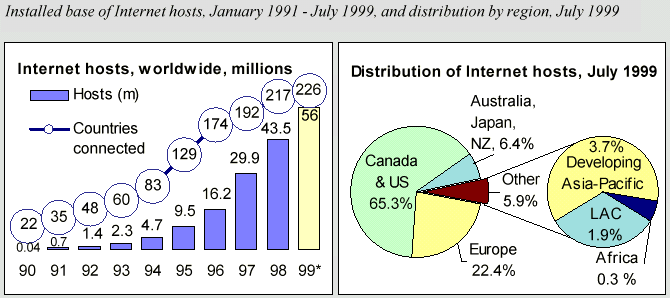 Installed base of Internet hosts, January 1991 - July 1999, and distribution by region, July 1999
Internet hosts, worldwide, millions
Hosts (m)
Countries
connected
22
35
48
60
83
129
174
192
217
226
0.04
0.7
1.4
2.3
4.7
9.5
16.2
29.9
43.5
56
90 91 92 93 94 95 96 97 98 99*
Distribution of Internet hosts, July 1999
Australia,
Japan,
NZ, 6.4%
Canada
& US
65.3%
Other
5.9%
Europe
22.4%
3.7%
Developing
Asia-Pacific
LAC
1.9%
Africa
0.3 %